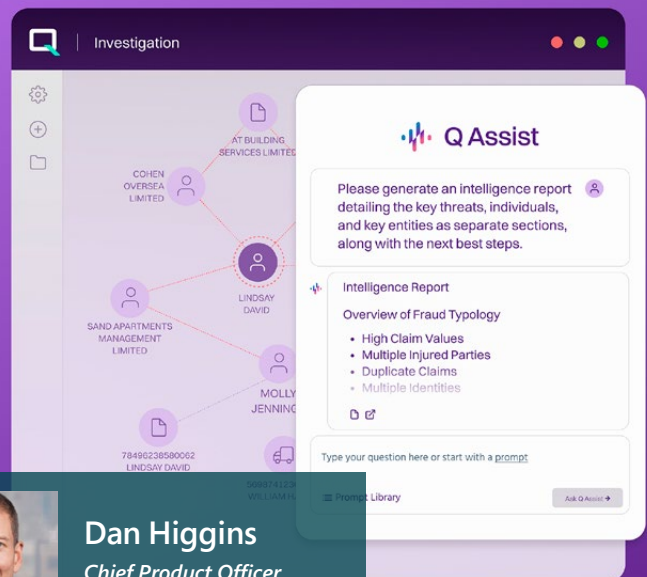 Investigation
AT BUILDING
SERVICES LIMITED
COHEN
OVERSEA
LIMITED
LINDSAY
DAVID
SAND APARTMENTS
MANAGEMENT
LIMITED
MOLLY
JENNING
78496238580062
LINDSAY DAVID
WILLIAM
Q Assist
Please generate an intelligence report
detailing the key threats, individuals,
and key entities as separate sections,
along with the next best steps.
Intelligence Report
Overview of Fraud Typology
• High Claim Values
• Multiple Injured Parties
• Duplicate Claims
• Multiple Identities
Type your question here or start with a prompt
Prompt Library
Ask Q Assist →
Dan Higgins
Chief Product Officer